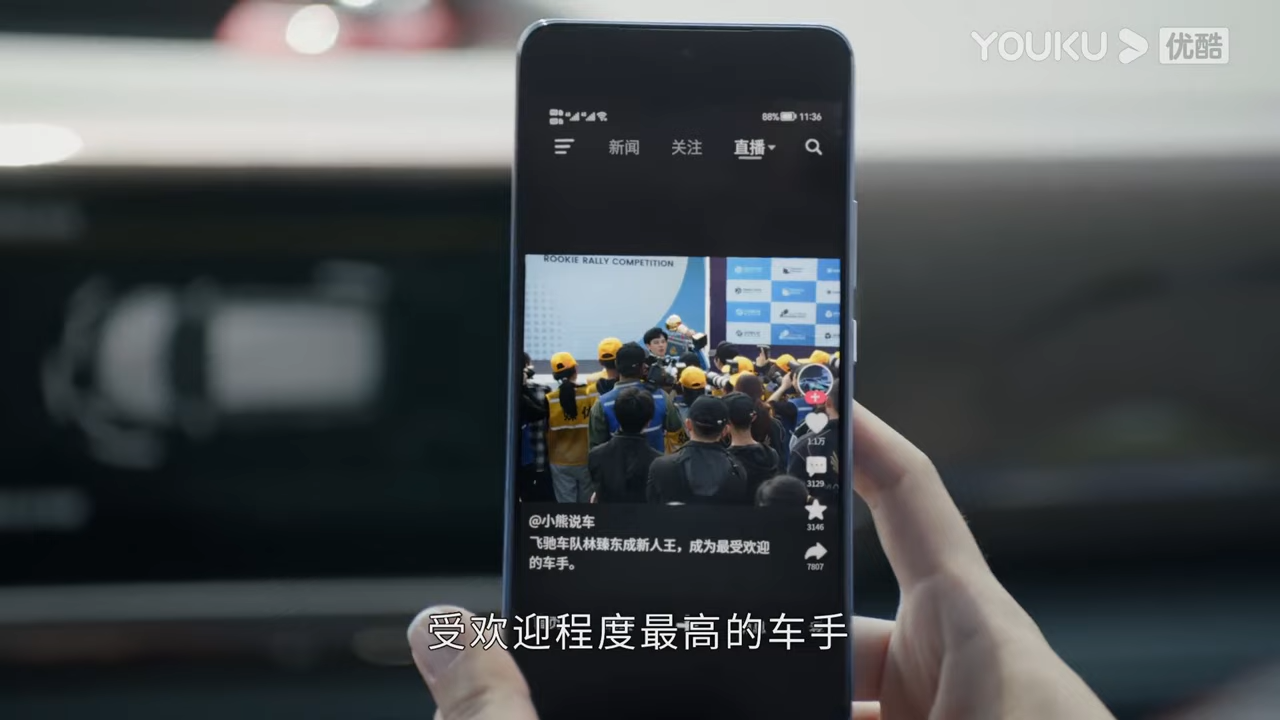 YOUKU 优酷
88% 11:36
新闻 关注 直播
ROOKIE RALLY COMPETITION
1.1万
3129
3146
7807
@小熊说车
飞驰车队林臻东成新人王，成为最受欢迎
的车手。
受欢迎程度最高的车手